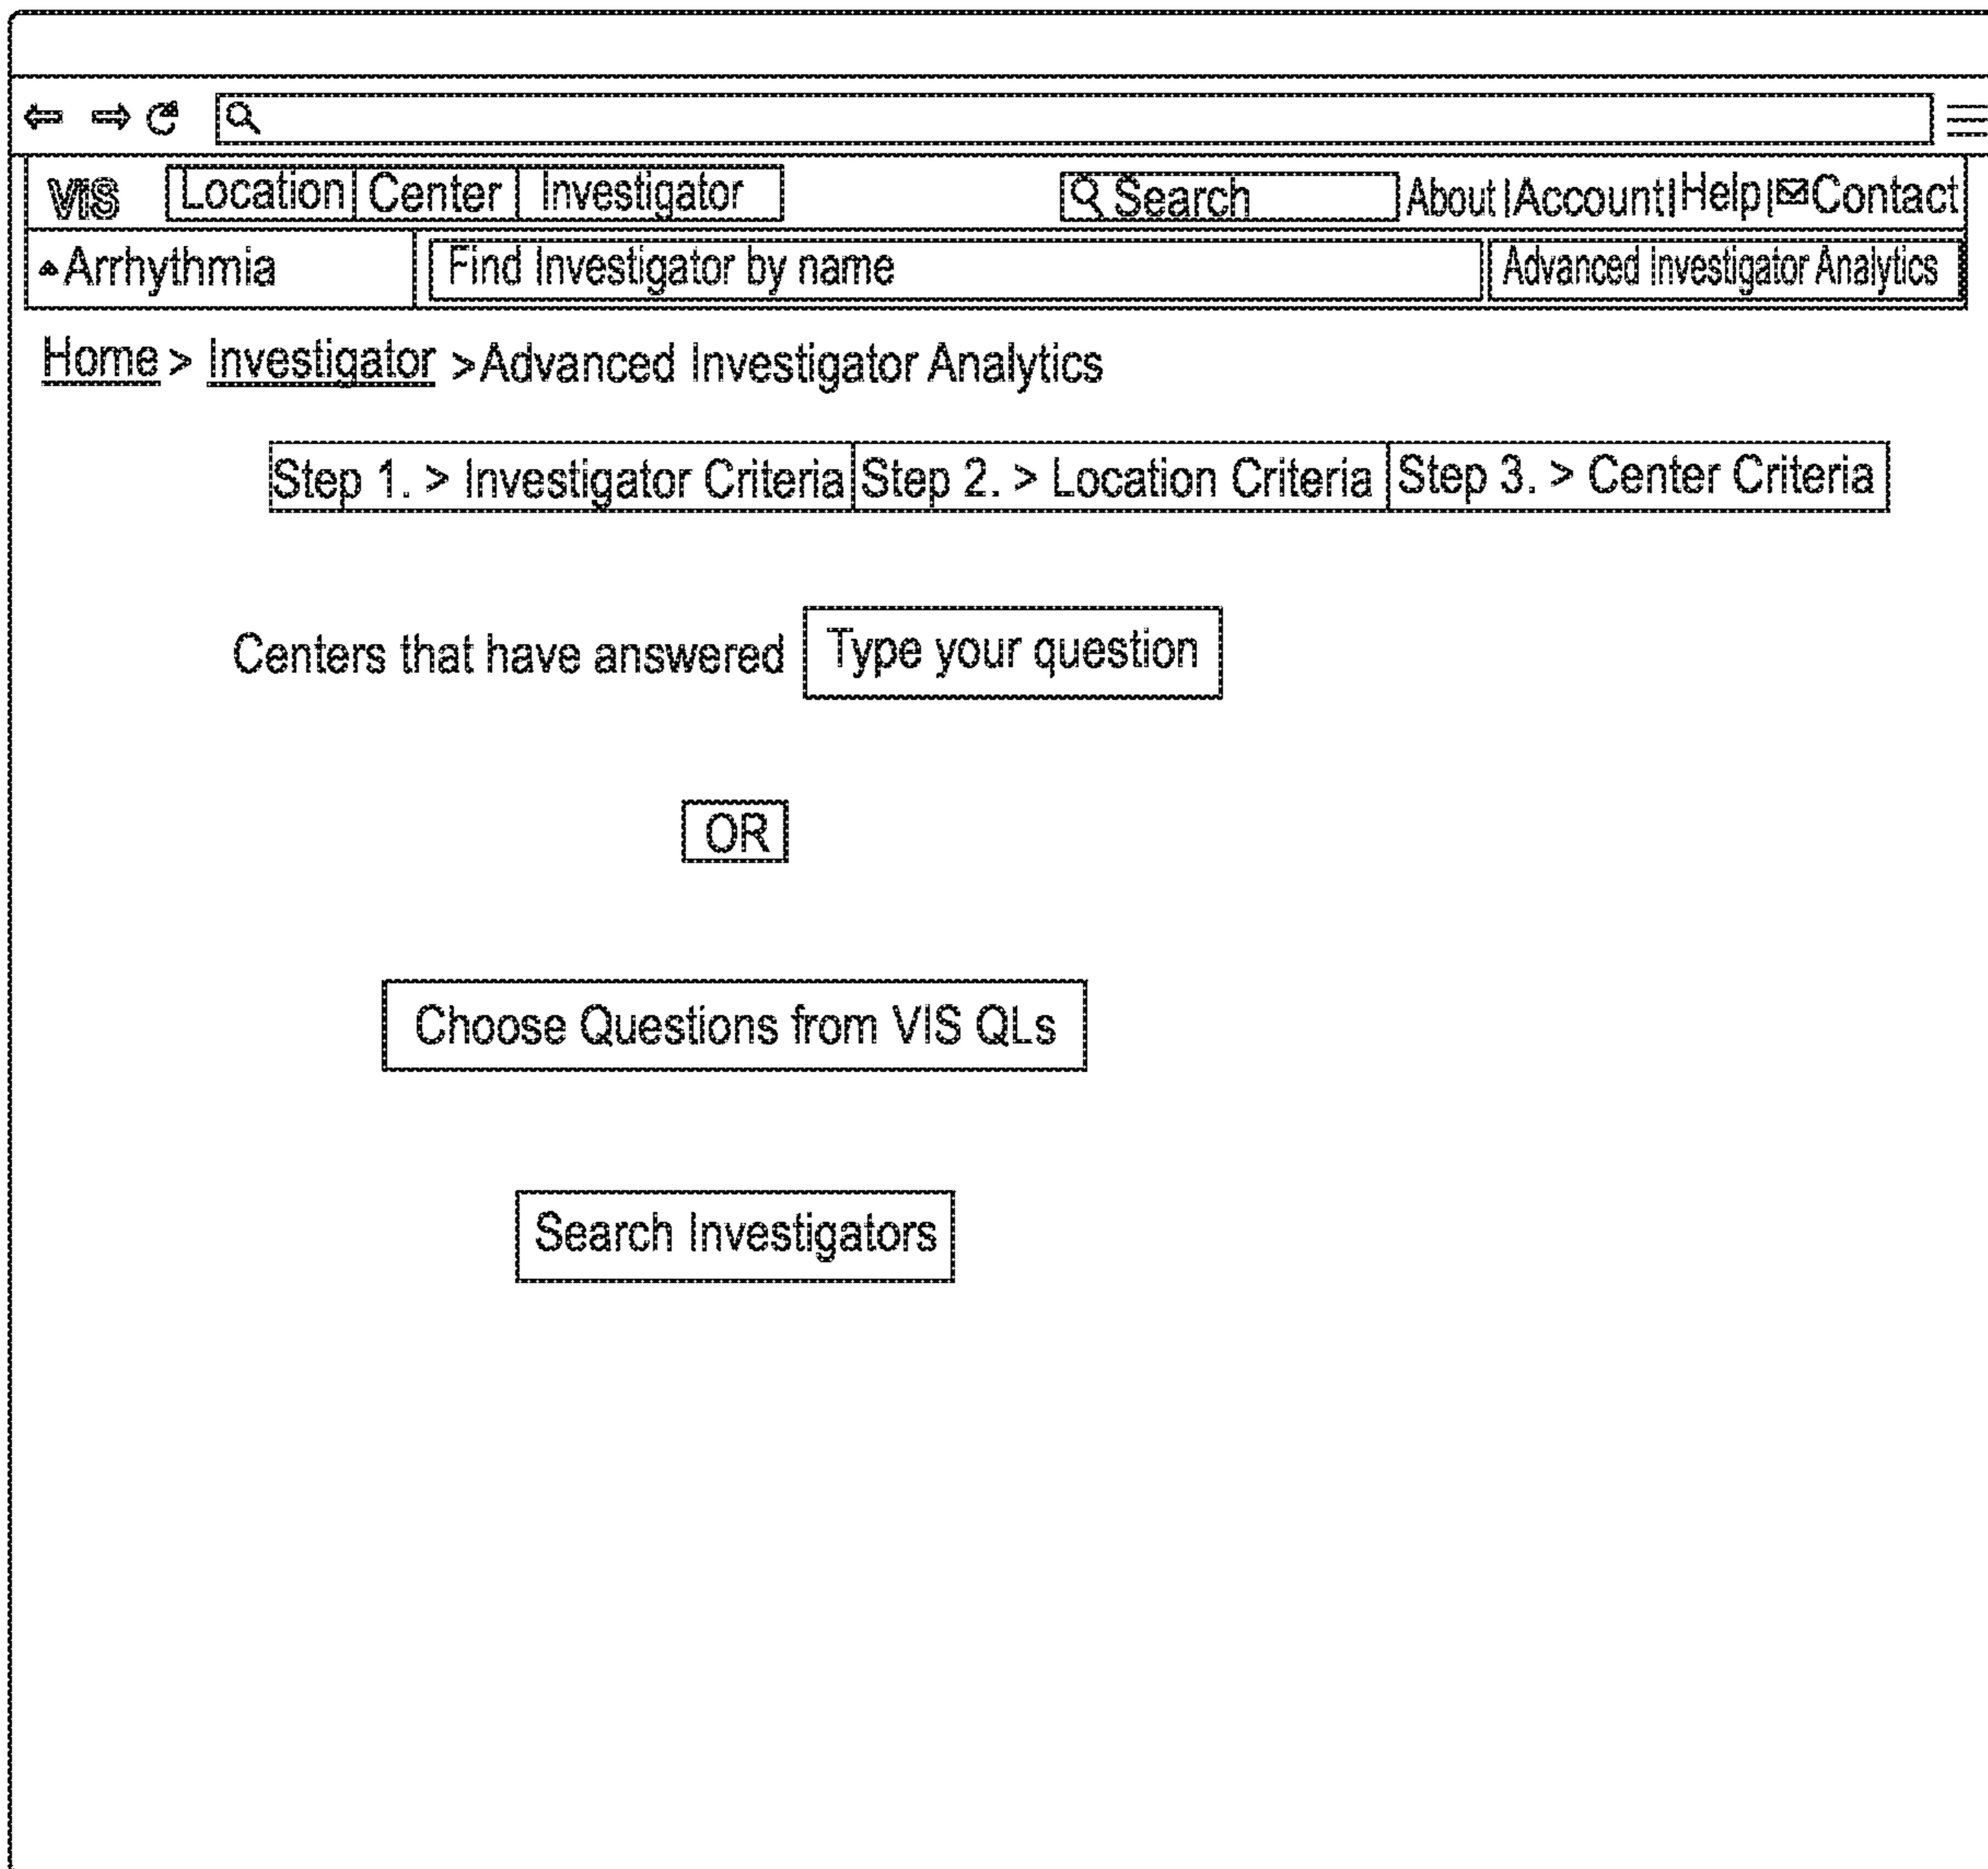 VIS Location Center Investigator Search About | Account | Help | Contact
Arrhythmia Find Investigator by name Advanced Investigator Analytics
Home > Investigator >Advanced Investigator Analytics
Step 1. > Investigator Criteria Step 2. > Location Criteria Step 3. > Center Criteria
Centers that have answered Type your question
OR
Choose Questions from VIS QLs
Search Investigators